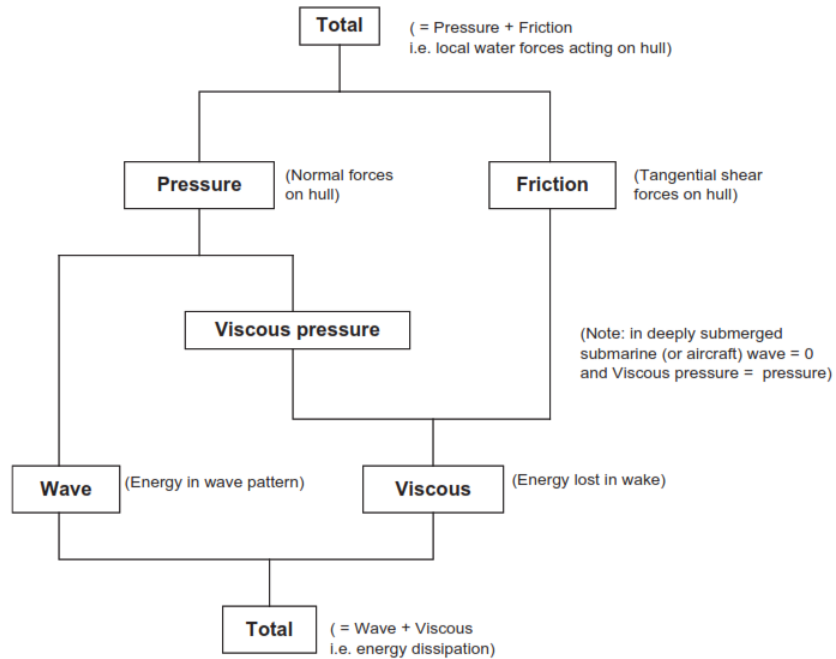 Total
( = Pressure + Friction
i.e. local water forces acting on hull)
Pressure
(Normal forces
on hull)
Friction
(Tangential shear
forces on hull)
Viscous pressure
(Note: in deeply submerged
submarine (or aircraft) wave = 0
and Viscous pressure = pressure)
Wave
(Energy in wave pattern)
Viscous
(Energy lost in wake)
Total
( = Wave + Viscous
i.e. energy dissipation)